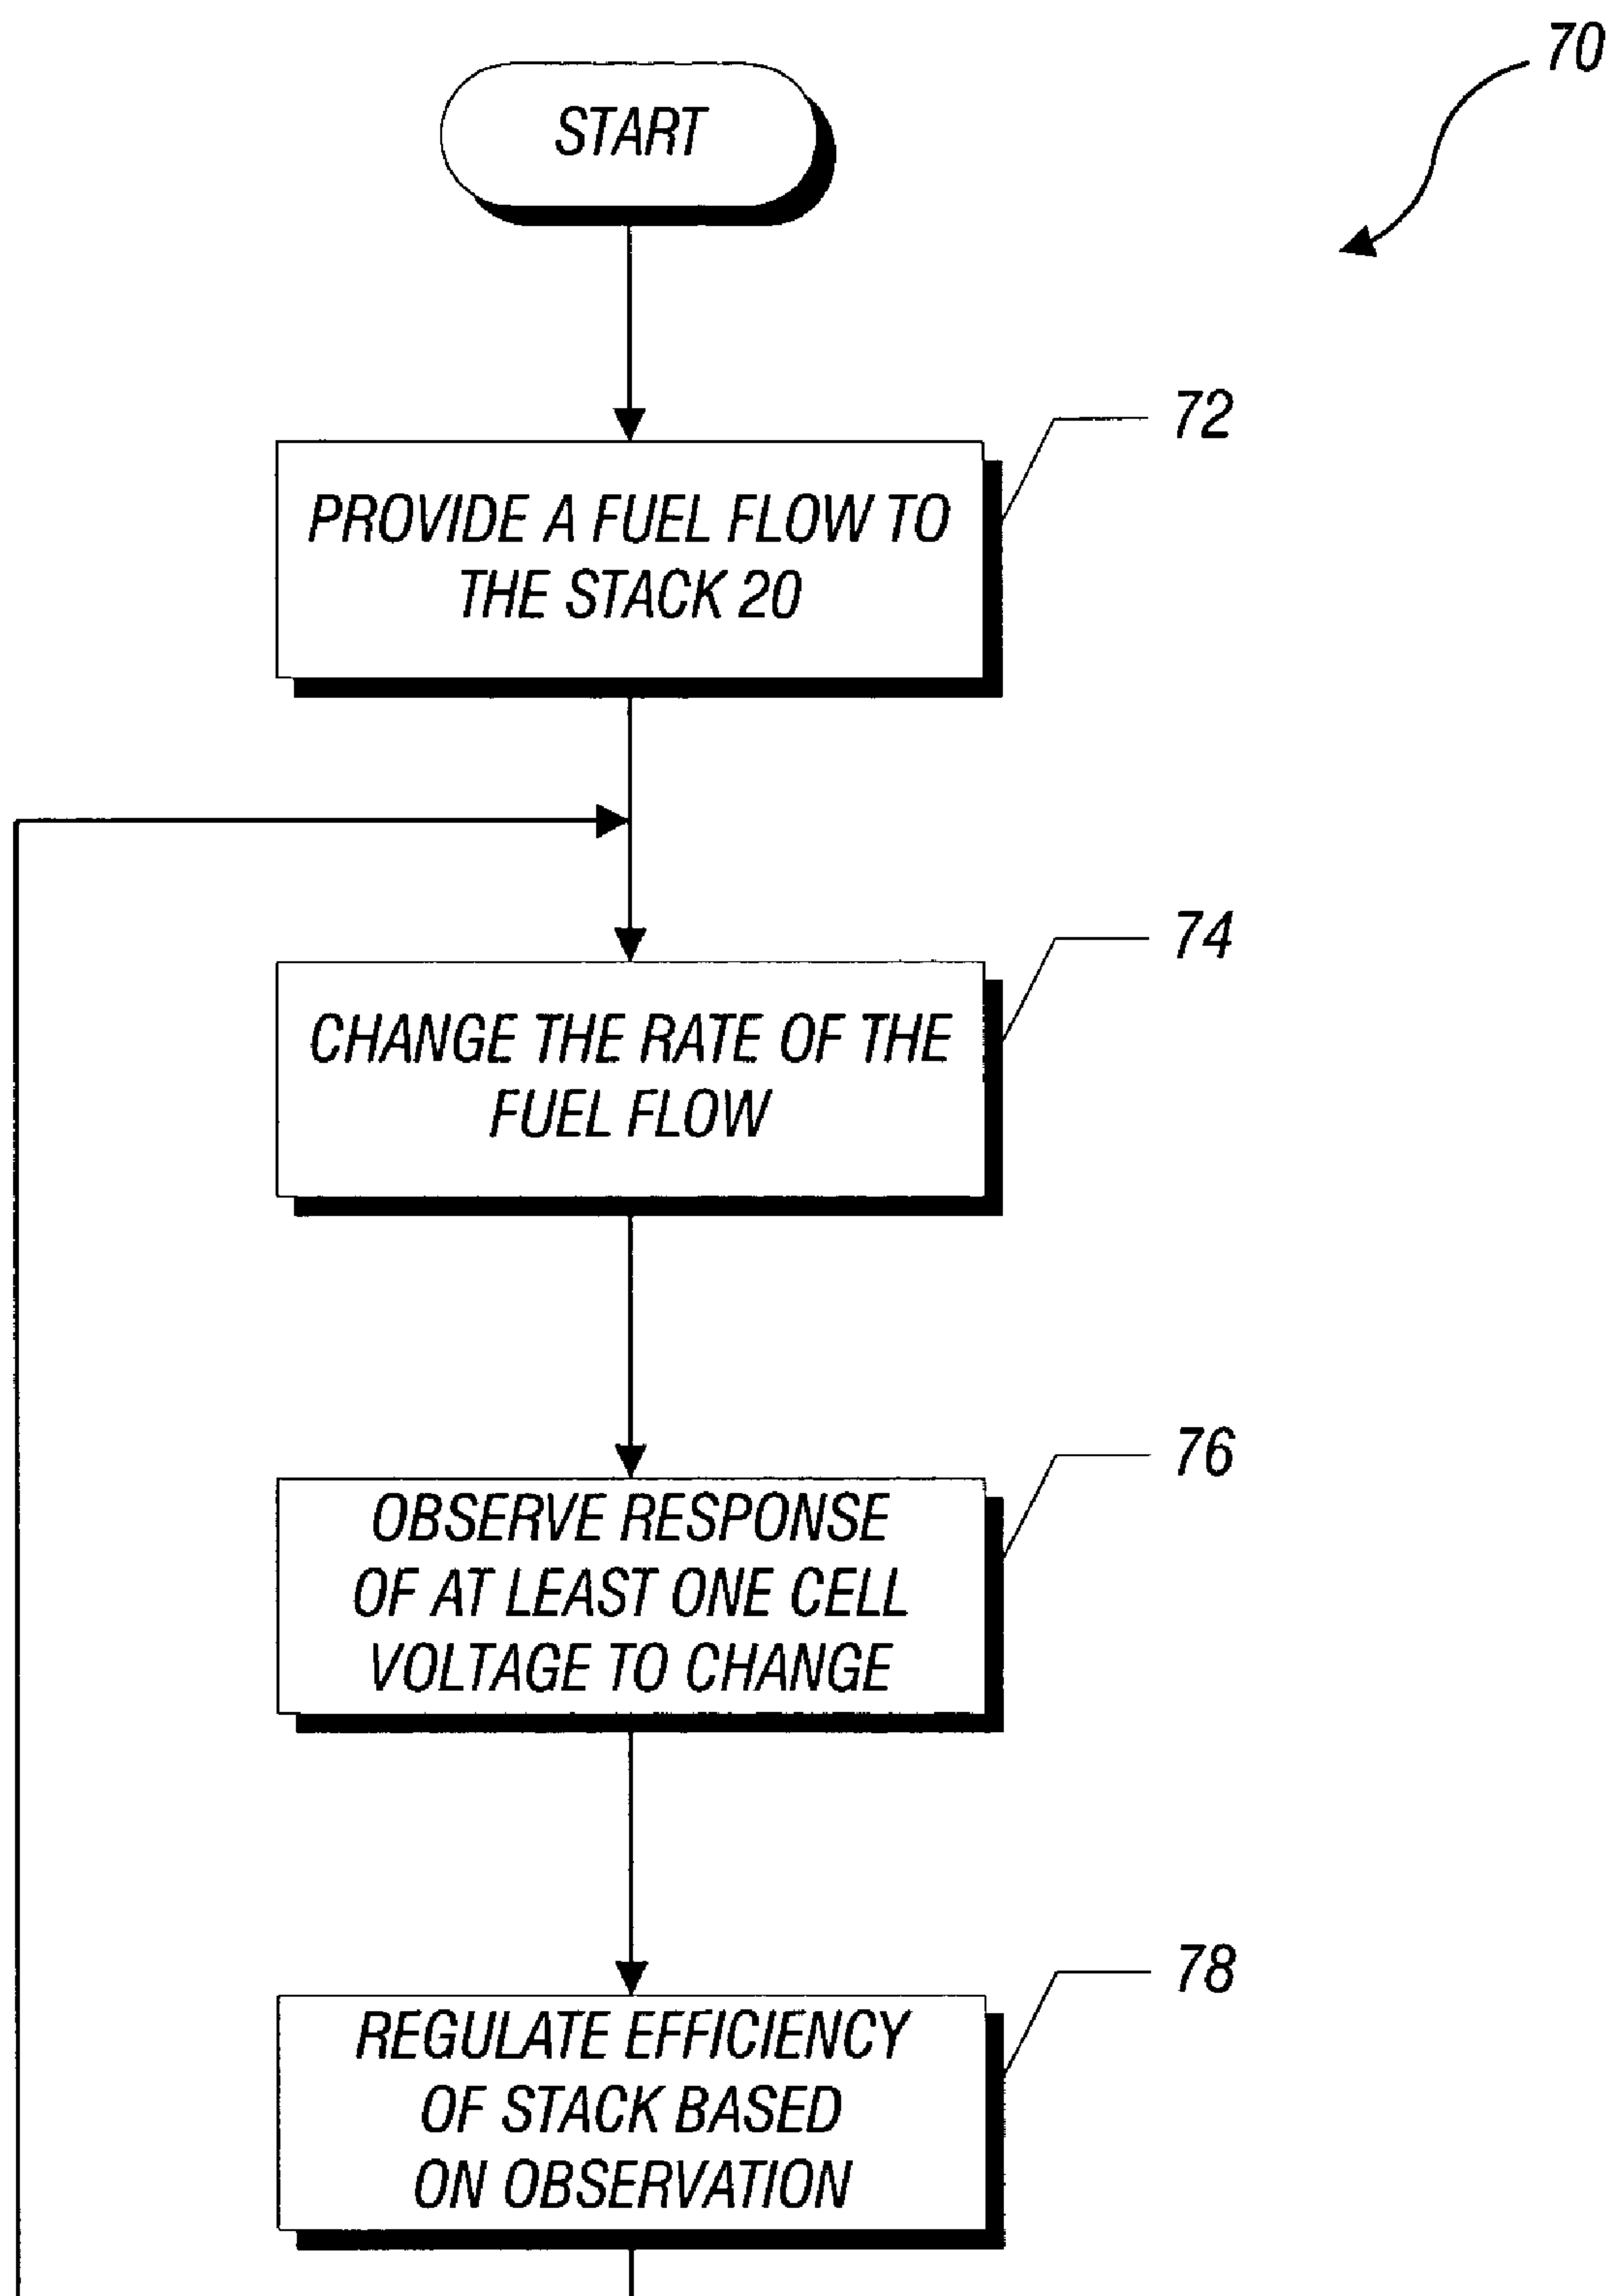 70
START
72
PROVIDE A FUEL FLOW TO
THE STACK 20
74
CHANGE THE RATE OF THE
FUEL FLOW
76
OBSERVE RESPONSE
OF AT LEAST ONE CELL
VOLTAGE TO CHANGE
78
REGULATE EFFICIENCY
OF STACK BASED
ON OBSERVATION